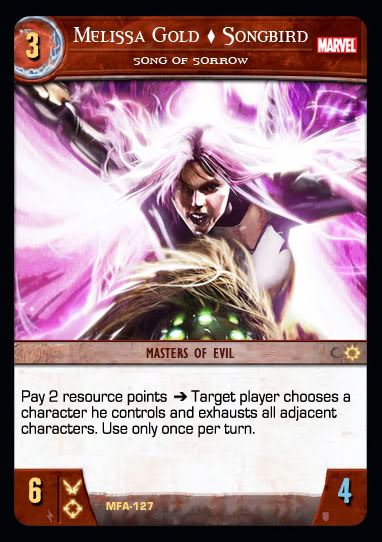 3
MELISSA GOLD ♦ SONGBIRD
MARVEL
SONG OF SORROW
MASTERS OF EVIL
C
Pay 2 resource points ➔ Target player chooses a
character he controls and exhausts all adjacent
characters. Use only once per turn.
6
MFA-127
4